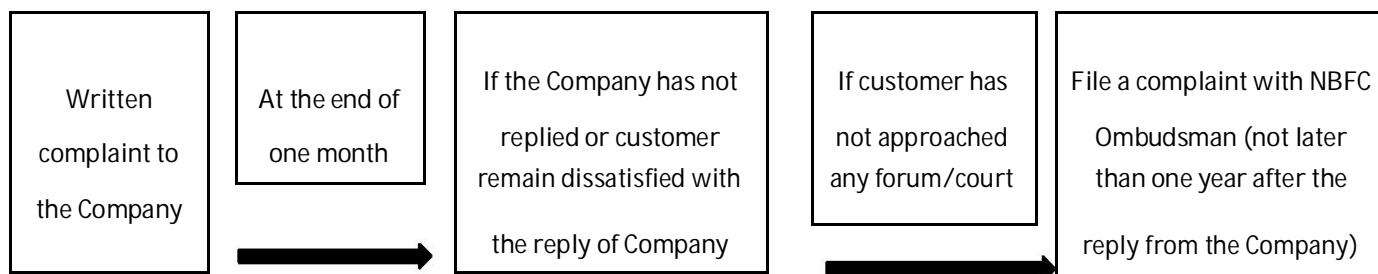 Written
complaint to
the Company
At the end of
one month
If the Company has not
replied or customer
remain dissatisfied with
the reply of Company
If customer has
not approached
any forum/court
File a complaint with NBFC
Ombudsman (not later
than one year after the
reply from the Company)